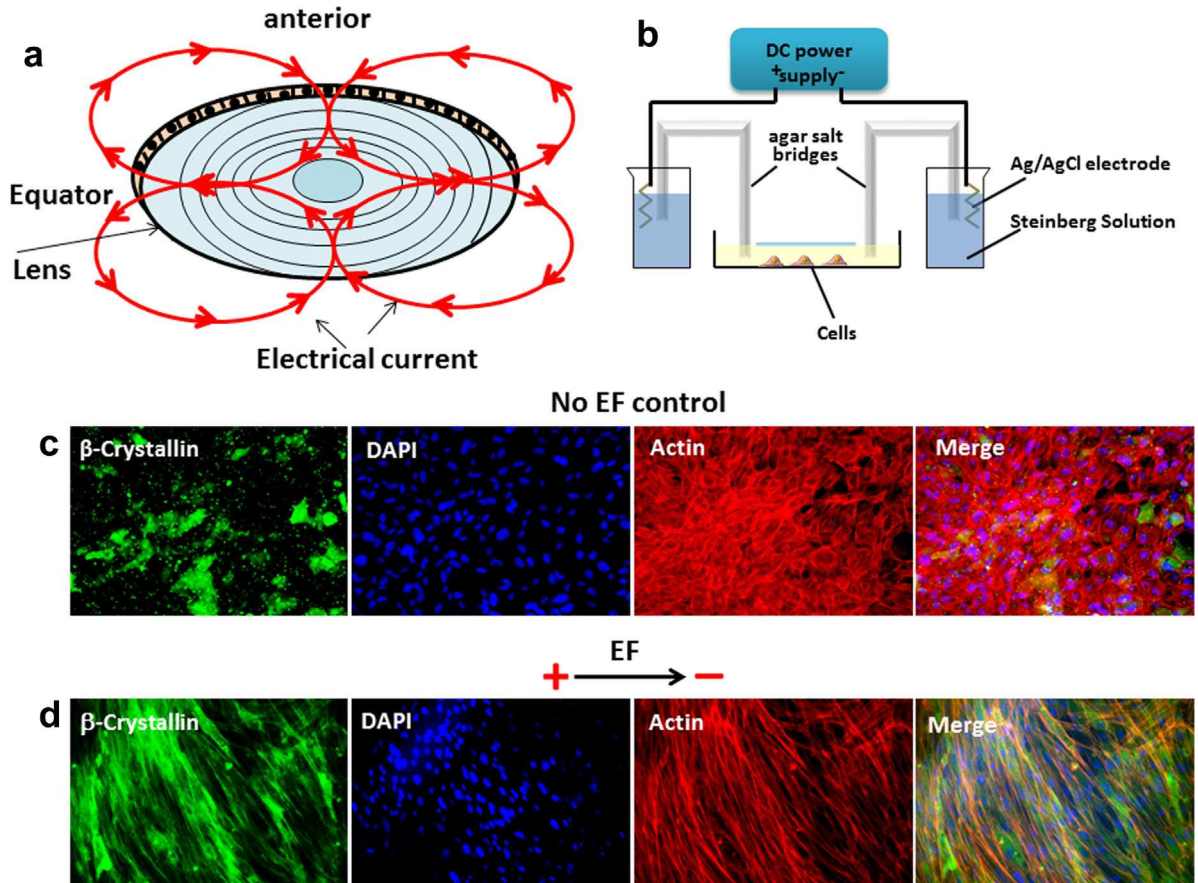 a
anterior
Equator
Lens
Electrical current
b
DC power
+supply-
agar salt
bridges
Ag/AgCl electrode
Steinberg Solution
Cells
No EF control
c
β-Crystallin
DAPI
Actin
Merge
EF
+ −
d
β-Crystallin
DAPI
Actin
Merge